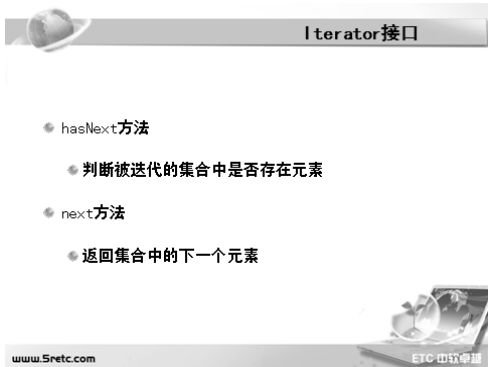 Iterator接口
hasNext方法
判断被迭代的集合中是否存在元素
next方法
返回集合中的下一个元素
www.5retc.com
ETC 中软卓越